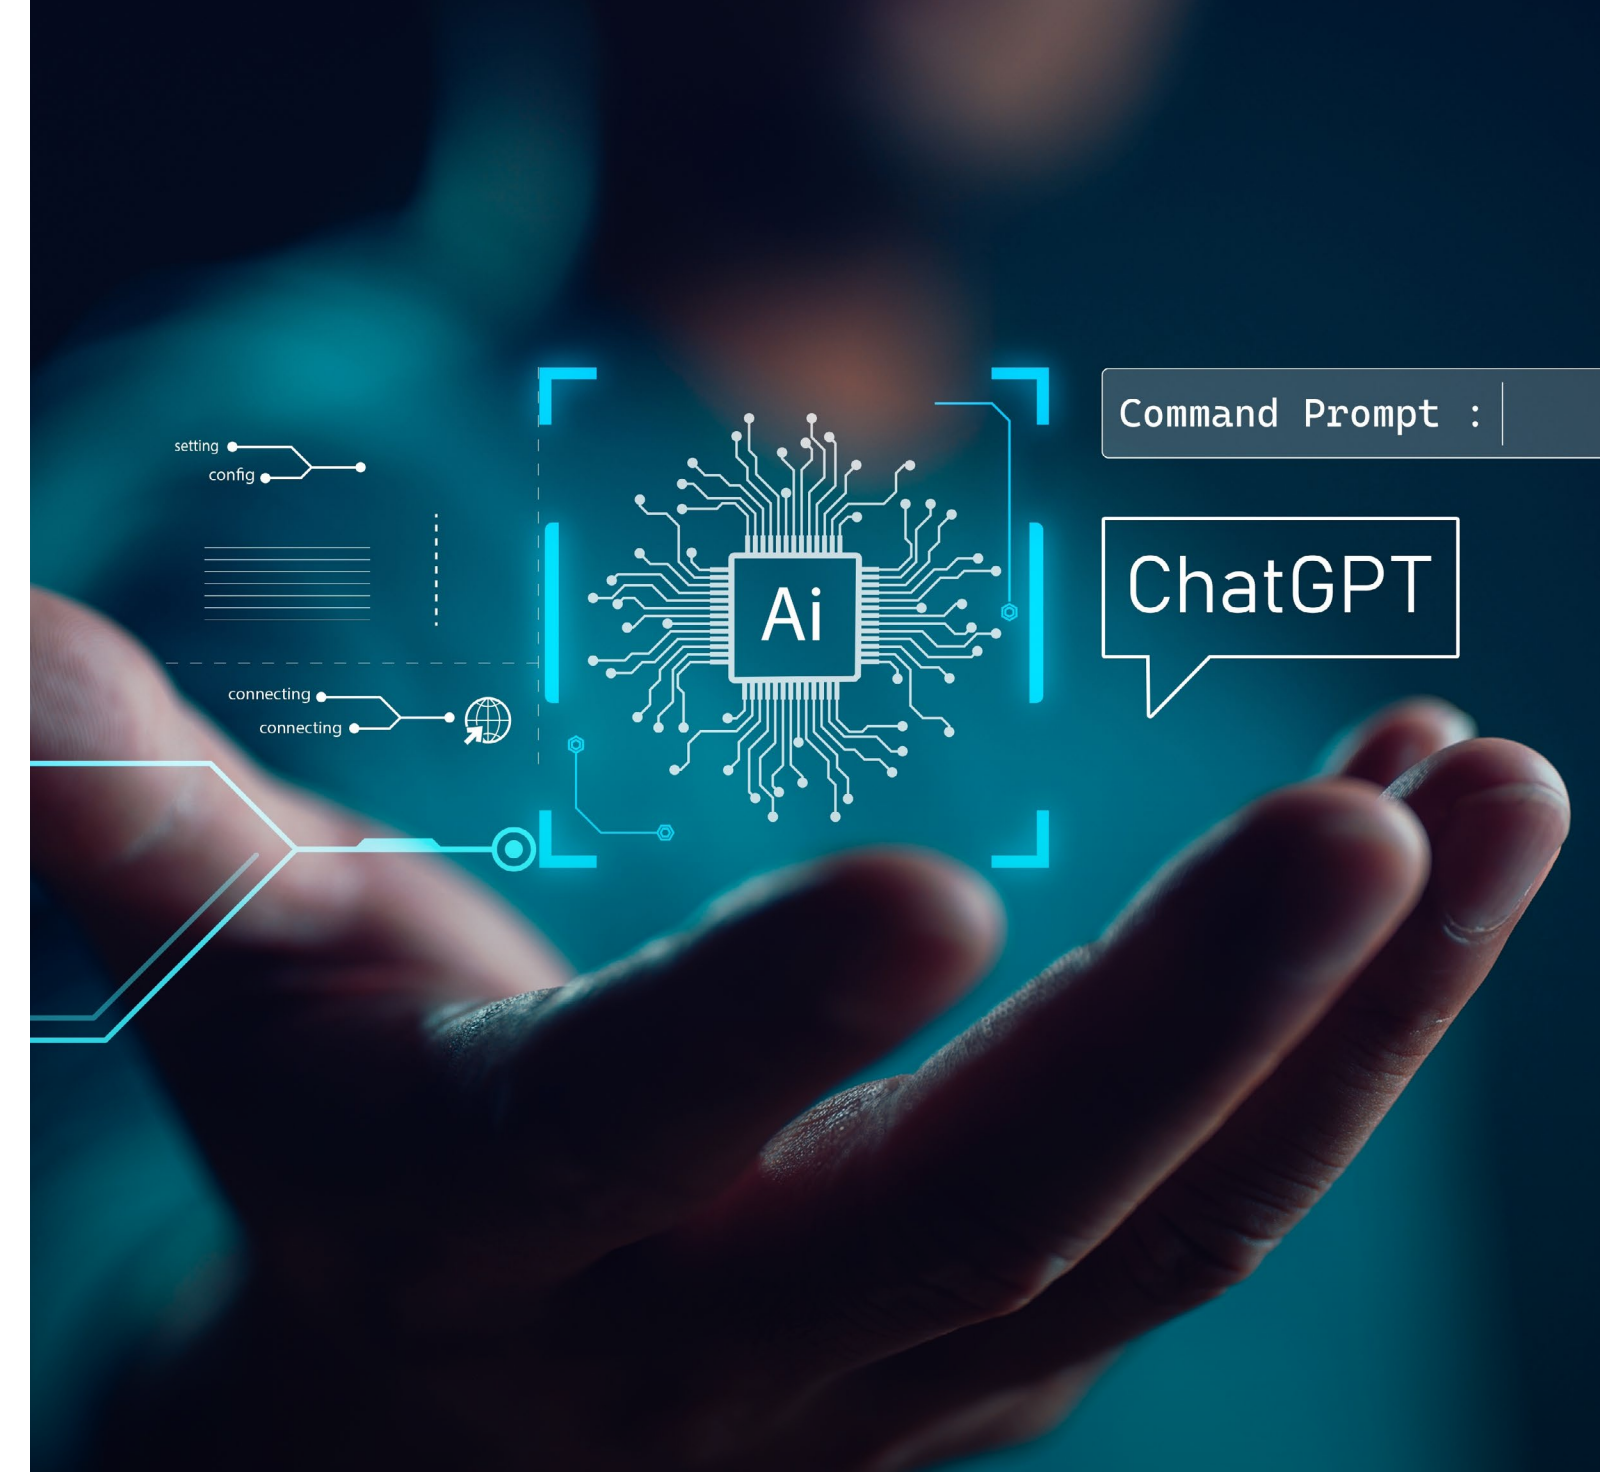 Command Prompt :
setting
config
Ai
ChatGPT
connecting
connecting